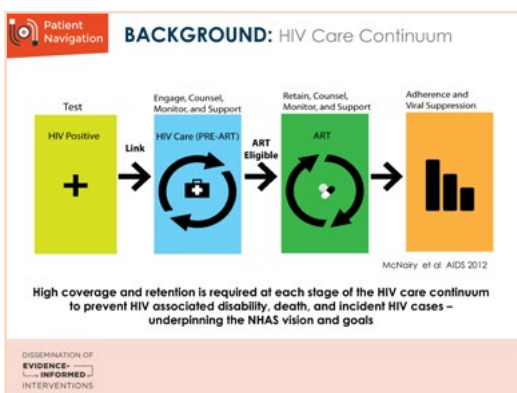 Patient
Navigation
BACKGROUND: HIV Care Continuum
Test
Engage, Counsel,
Monitor, and Support
Retain, Counsel,
Monitor, and Support
Adherence and
Viral Suppression
HIV Positive
Link
HIV Care (PRE-ART)
ART
Eligible
ART
McNairy et al AIDS 2012
High coverage and retention is required at each stage of the HIV care continuum
to prevent HIV associated disability, death, and incident HIV cases –
underpinning the NHAS vision and goals
DISSEMINATION OF
EVIDENCE-
INFORMED
INTERVENTIONS